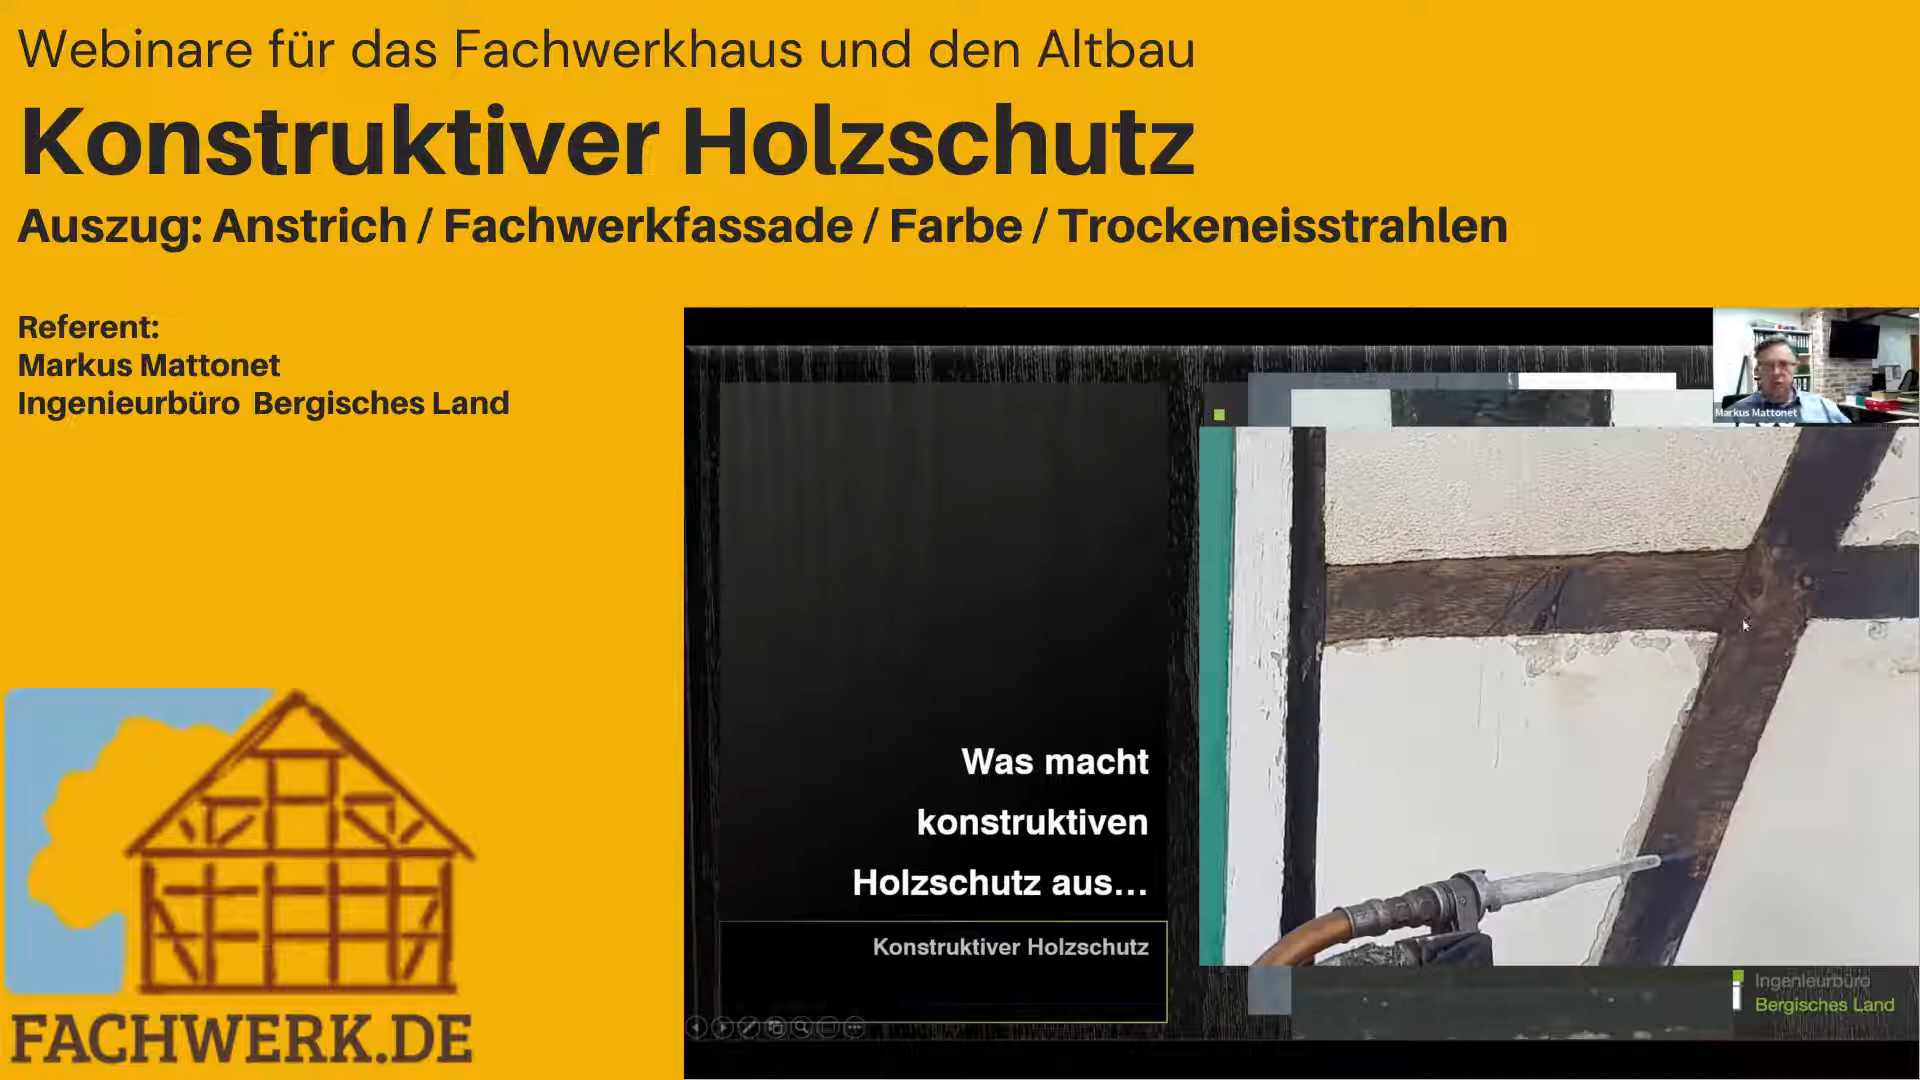 Webinare für das Fachwerkhaus und den Altbau
Konstruktiver Holzschutz
Auszug: Anstrich / Fachwerkfassade / Farbe / Trockeneisstrahlen
Referent:
Markus Mattonet
Ingenieurbüro Bergisches Land
Markus Mattonet
Was macht
konstruktiven
Holzschutz aus...
Konstruktiver Holzschutz
Ingenieurbüro
Bergisches Land
FACHWERK.DE